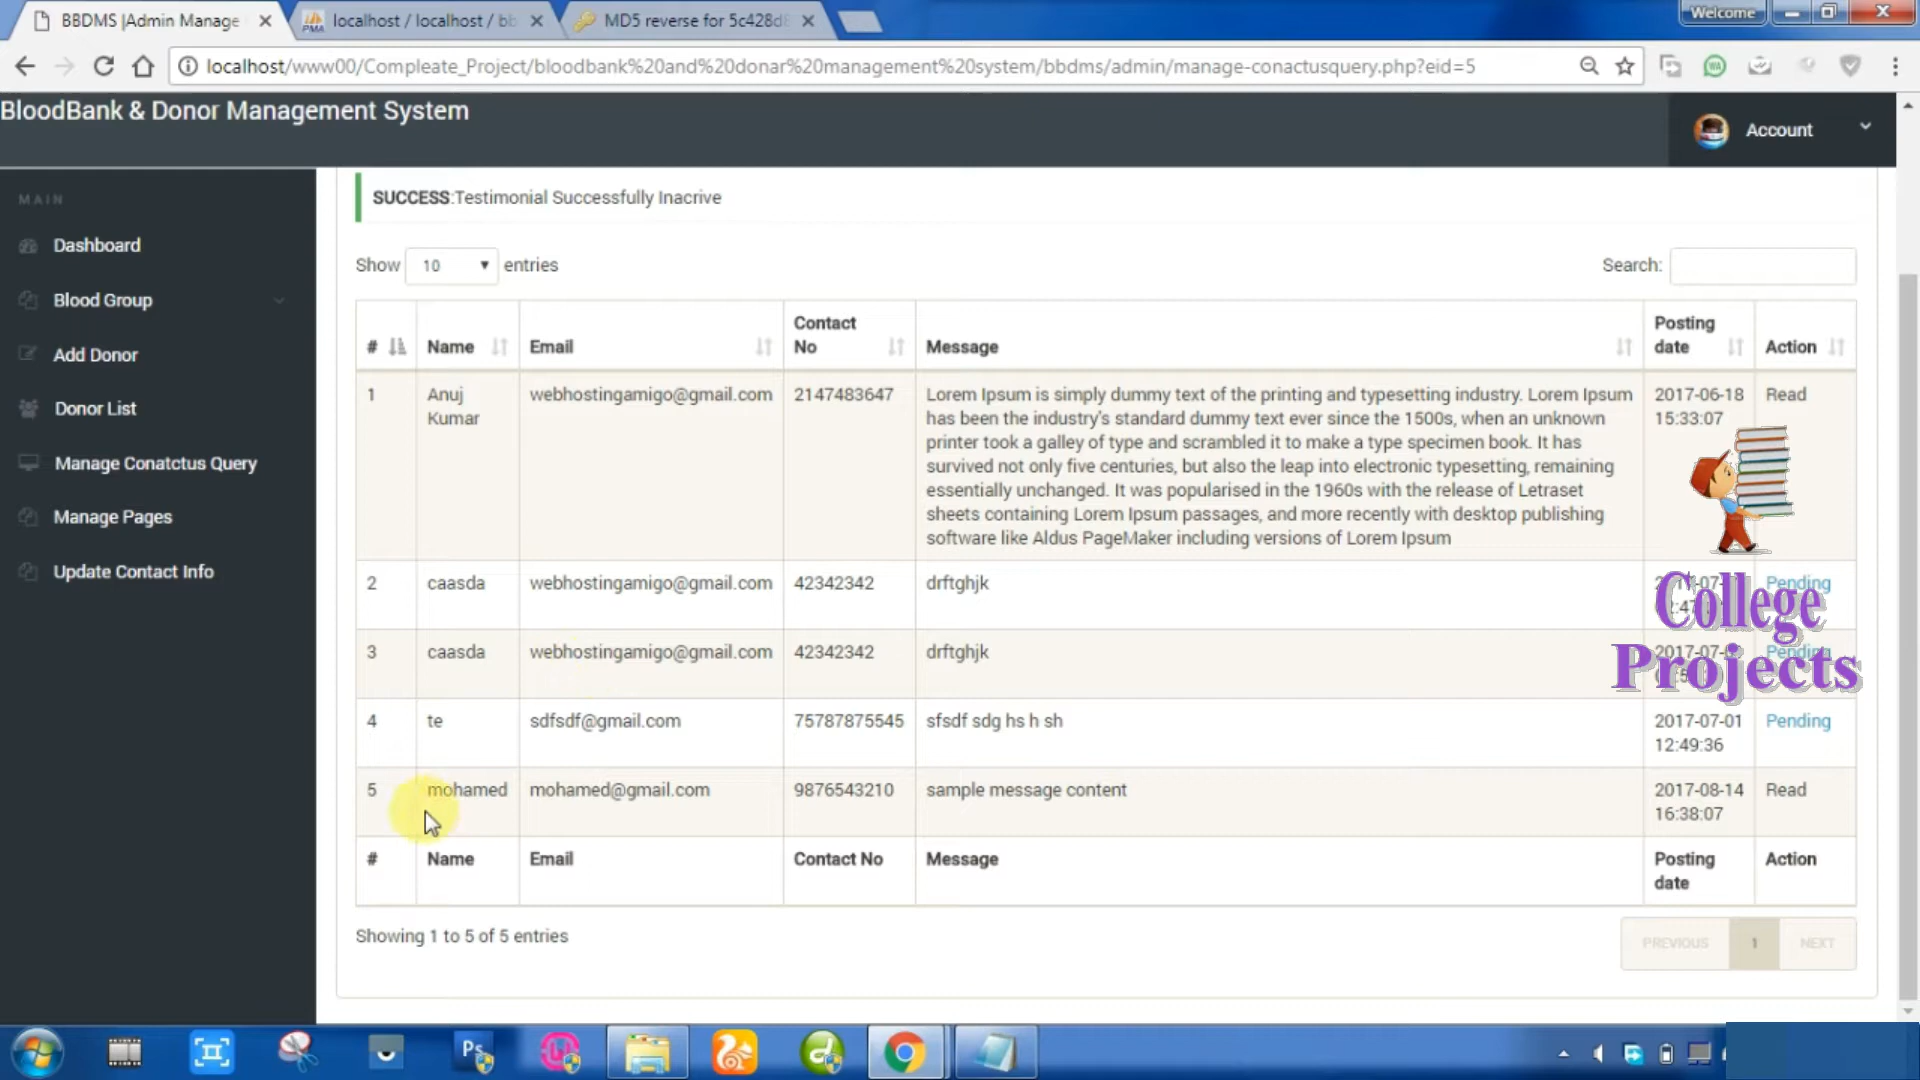 BBDMS |Admin Manage
localhost / localhost / bb
MD5 reverse for 5c428d8
Welcome
localhost/www00/Compleate_Project/bloodbank%20and%20donar%20management%20system/bbdms/admin/manage-conactusquery.php?eid=5
BloodBank & Donor Management System
Account
MAIN
Dashboard
Blood Group
Add Donor
Donor List
Manage Conatctus Query
Manage Pages
Update Contact Info
SUCCESS:Testimonial Successfully Inacrive
Show 10 entries
Search:
# Name Email Contact No Message Posting date Action
1 Anuj Kumar webhostingamigo@gmail.com 2147483647
Lorem Ipsum is simply dummy text of the printing and typesetting industry. Lorem Ipsum
has been the industry's standard dummy text ever since the 1500s, when an unknown
printer took a galley of type and scrambled it to make a type specimen book. It has
survived not only five centuries, but also the leap into electronic typesetting, remaining
essentially unchanged. It was popularised in the 1960s with the release of Letraset
sheets containing Lorem Ipsum passages, and more recently with desktop publishing
software like Aldus PageMaker including versions of Lorem Ipsum
2017-06-18 15:33:07 Read
2 caasda webhostingamigo@gmail.com 42342342 drftghjk Pending
3 caasda webhostingamigo@gmail.com 42342342 drftghjk Pending
College
Projects
4 te sdfsdf@gmail.com 75787875545 sfsdf sdg hs h sh 2017-07-01 12:49:36 Pending
5 mohamed mohamed@gmail.com 9876543210 sample message content 2017-08-14 16:38:07 Read
# Name Email Contact No Message Posting date Action
Showing 1 to 5 of 5 entries
PREVIOUS 1 NEXT
Ps